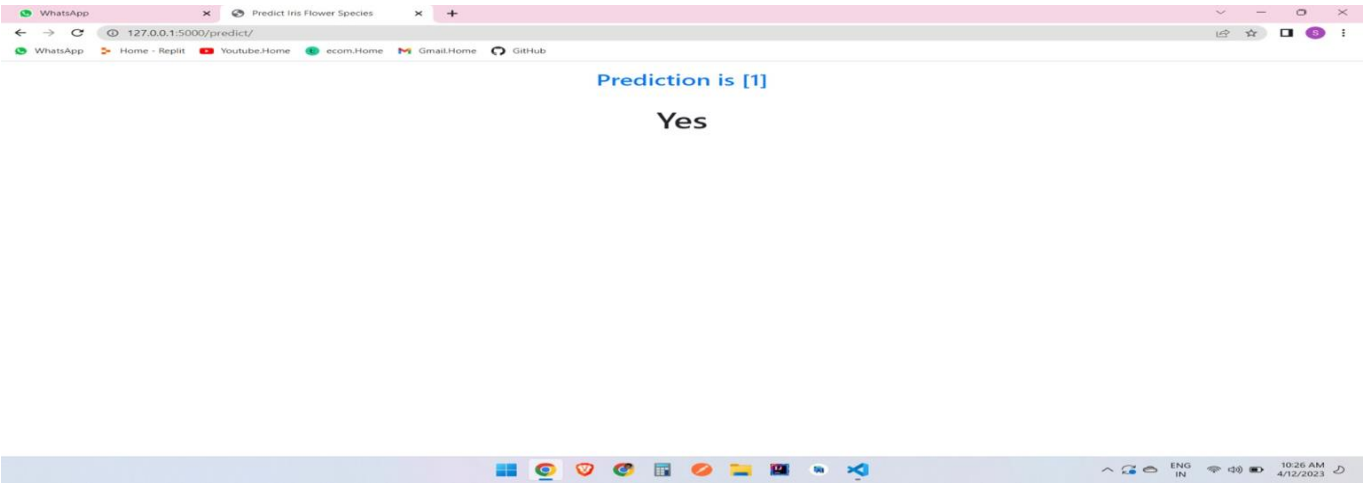 WhatsApp Predict Iris Flower Species
127.0.0.1:5000/predict/
S
WhatsApp Home - Replit Youtube.Home ecom.Home Gmail.Home GitHub
Prediction is [1]
Yes
ENG 10:26 AM
IN 4/12/2023